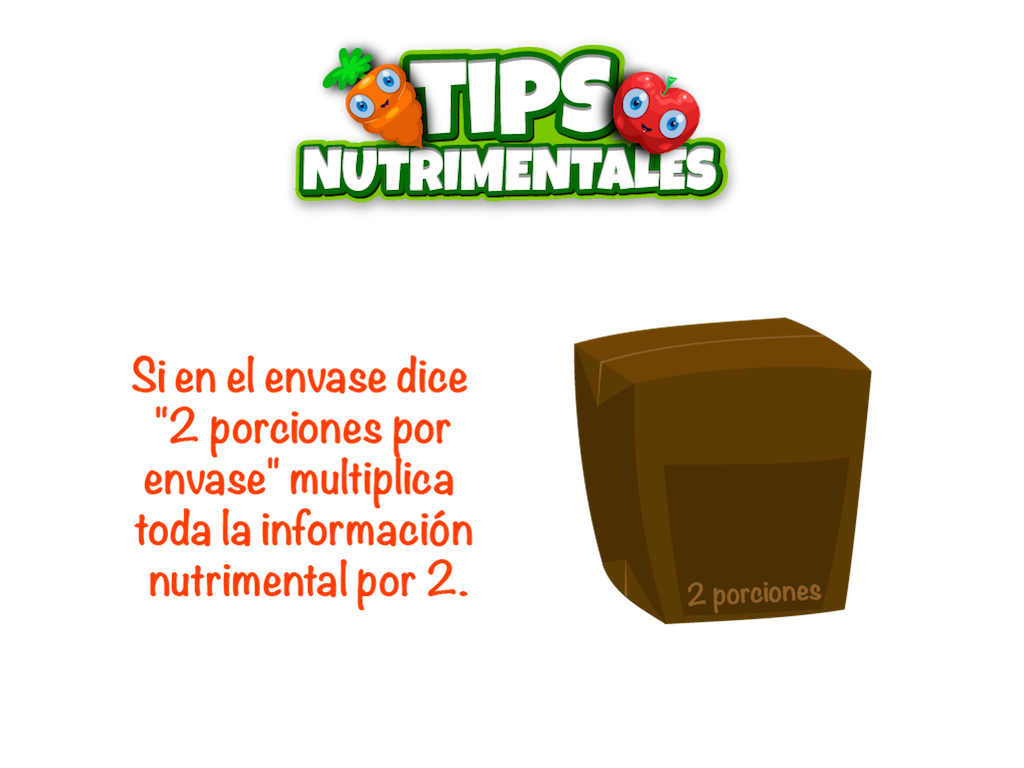 TIPS
NUTRIMENTALES
Si en el envase dice
"2 porciones por
envase" multiplica
toda la información
nutrimental por 2.
2 porciones